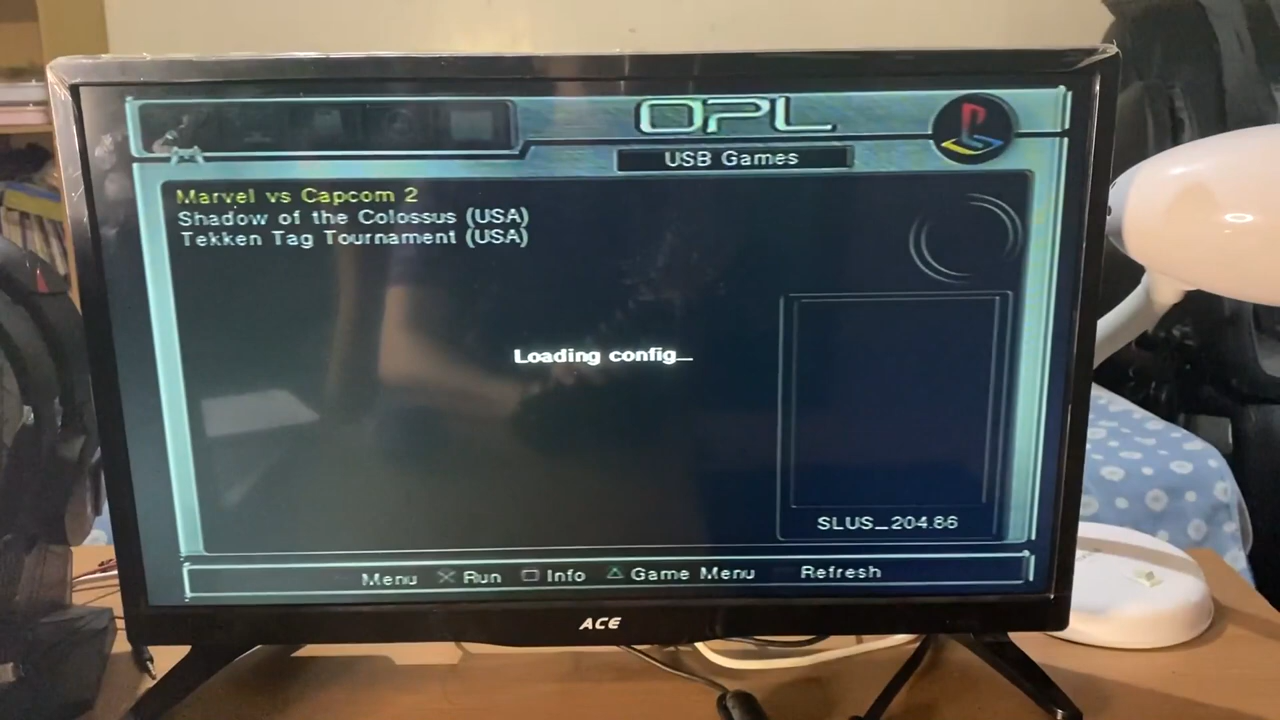 OPL
USB Games
Marvel vs Capcom 2
Shadow of the Colossus (USA)
Tekken Tag Tournament (USA)
Loading config...
SLUS_204.86
Menu Run Info Game Menu Refresh
ACE